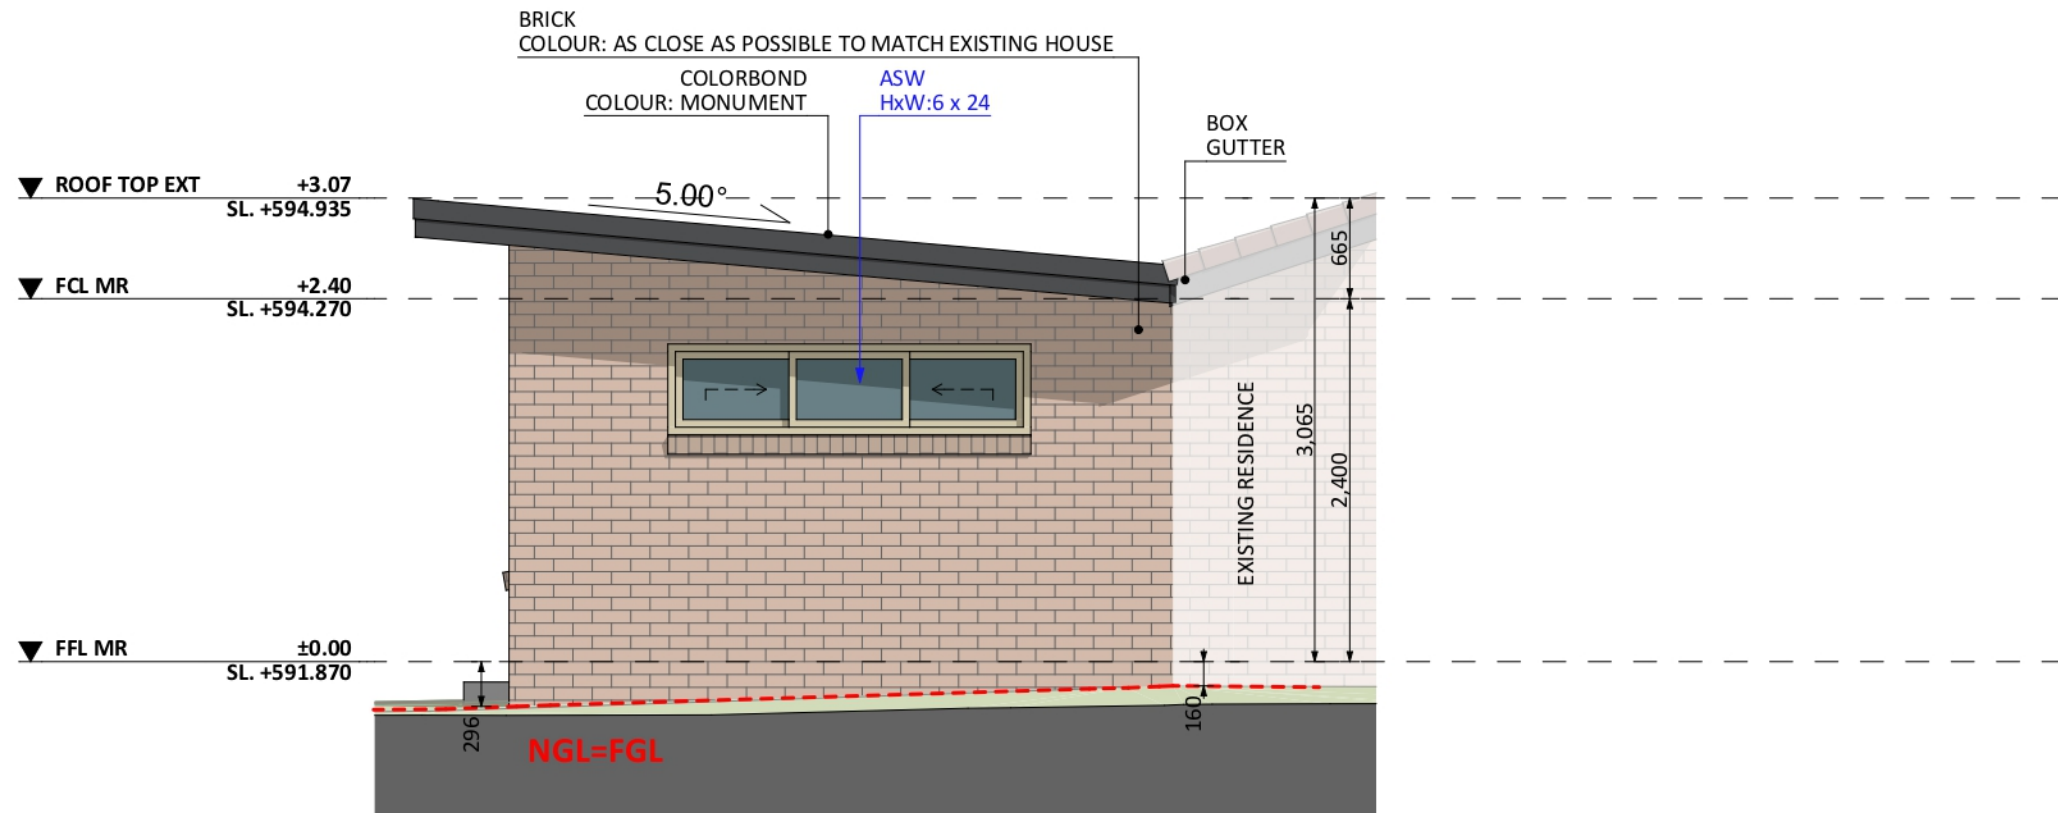 BRICK
COLOUR: AS CLOSE AS POSSIBLE TO MATCH EXISTING HOUSE
COLORBOND
COLOUR: MONUMENT
ASW
HxW:6 x 24
BOX
GUTTER
ROOF TOP EXT +3.07
SL. +594.935
5.00°
FCL MR +2.40
SL. +594.270
665
3,065
2,400
EXISTING RESIDENCE
FFL MR ±0.00
SL. +591.870
296
160
NGL=FGL